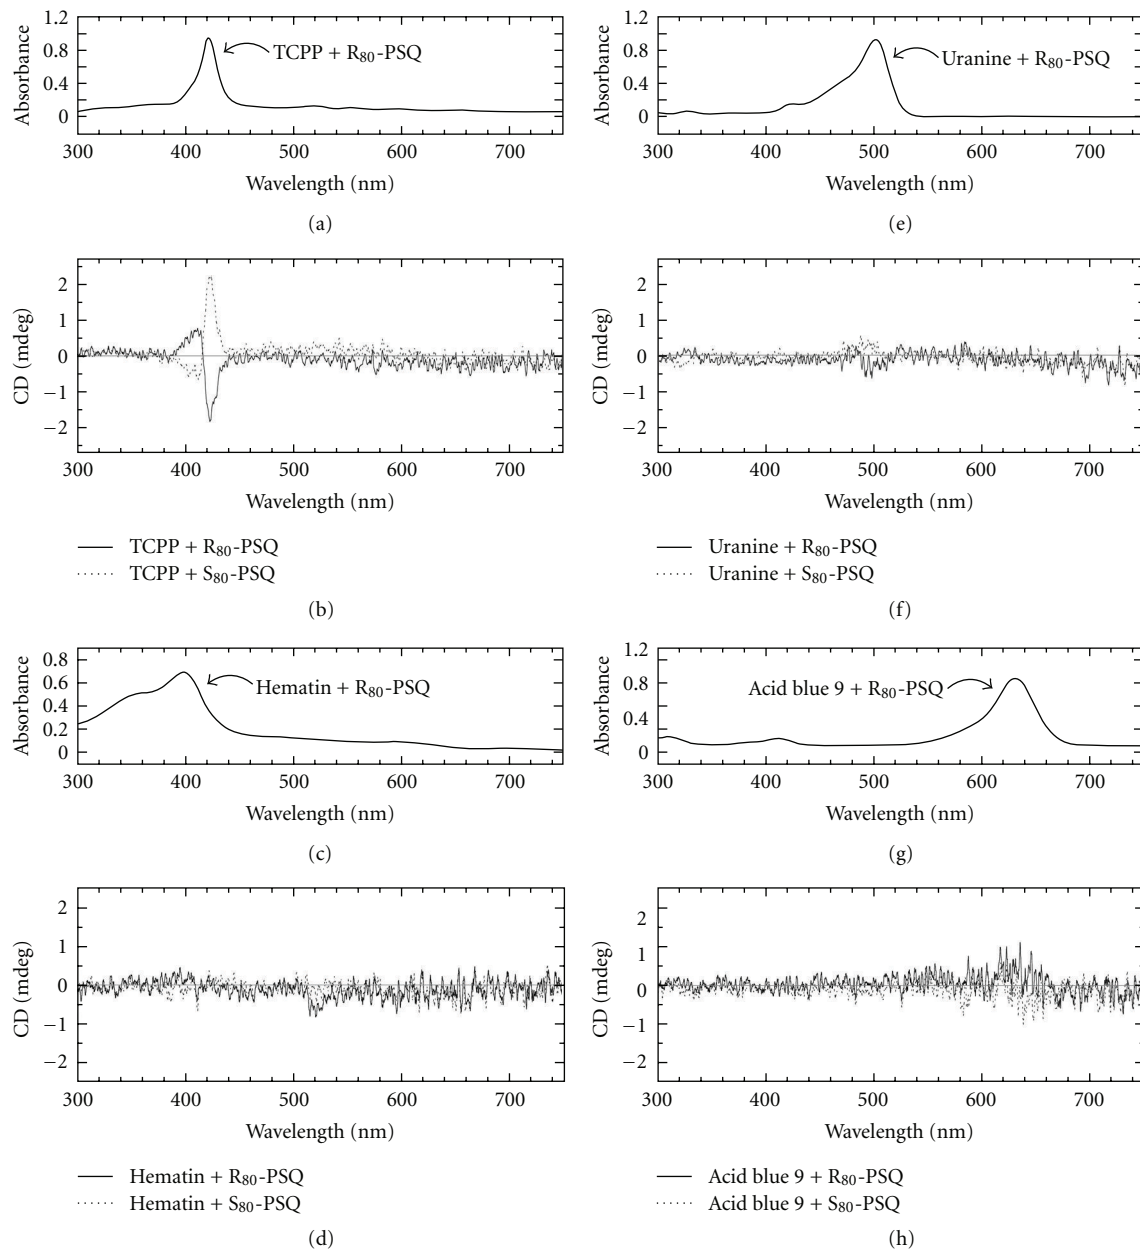 1.2
0.8
0.4
0
Absorbance
TCPP + R80-PSQ
300 400 500 600 700
Wavelength (nm)
(a)
2
1
0
−1
−2
CD (mdeg)
300 400 500 600 700
Wavelength (nm)
TCPP + R80-PSQ
TCPP + S80-PSQ
(b)
0.8
0.6
0.4
0.2
0
Absorbance
Hematin + R80-PSQ
300 400 500 600 700
Wavelength (nm)
(c)
2
1
0
−1
−2
CD (mdeg)
300 400 500 600 700
Wavelength (nm)
Hematin + R80-PSQ
Hematin + S80-PSQ
(d)
1.2
0.8
0.4
0
Absorbance
Uranine + R80-PSQ
300 400 500 600 700
Wavelength (nm)
(e)
2
1
0
−1
−2
CD (mdeg)
300 400 500 600 700
Wavelength (nm)
Uranine + R80-PSQ
Uranine + S80-PSQ
(f)
1.2
0.8
0.4
0
Absorbance
Acid blue 9 + R80-PSQ
300 400 500 600 700
Wavelength (nm)
(g)
2
1
0
−1
−2
CD (mdeg)
300 400 500 600 700
Wavelength (nm)
Acid blue 9 + R80-PSQ
Acid blue 9 + S80-PSQ
(h)